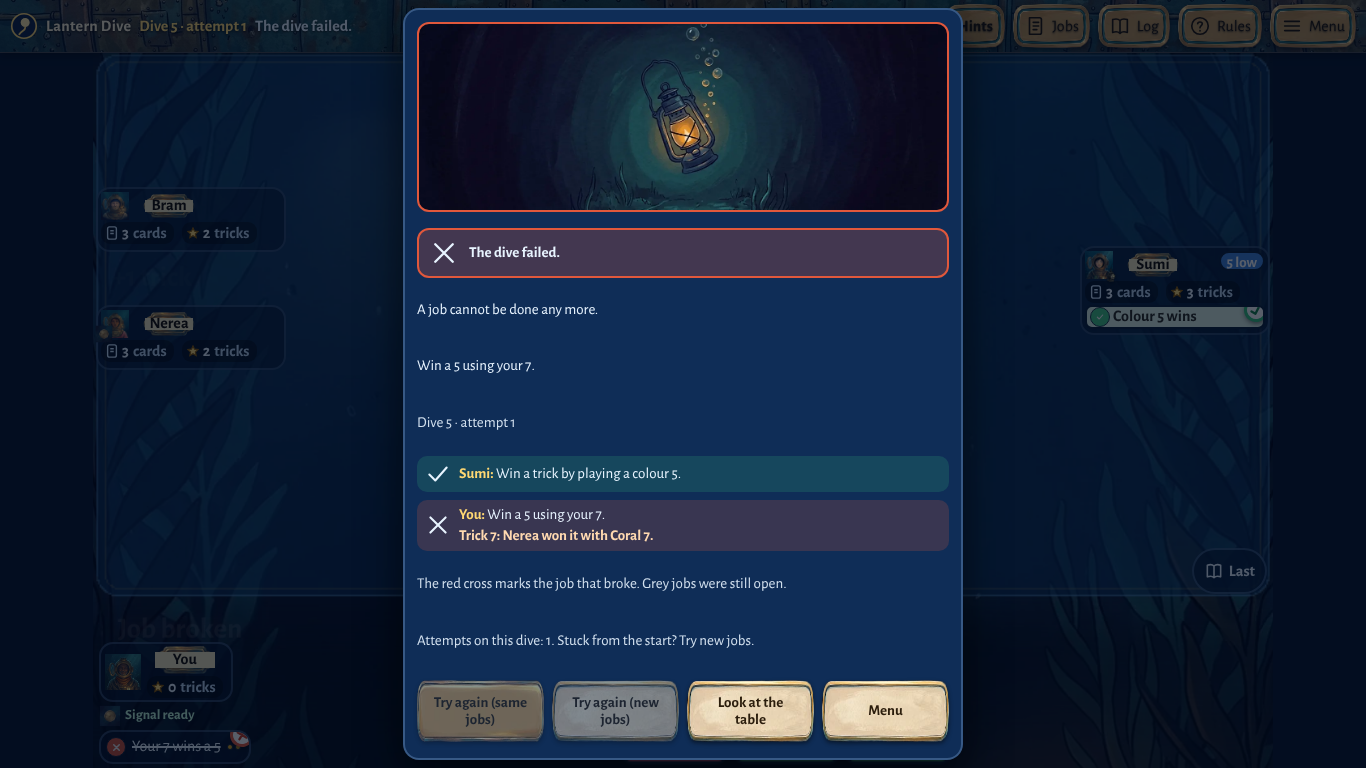 Lantern Dive Dive 5 · attempt 1 The dive failed.
Hints
Jobs
Log
Rules
Menu
Bram
3 cards 2 tricks
Nerea
3 cards 2 tricks
Sumi 5 low
3 cards 3 tricks
Colour 5 wins
The dive failed.
A job cannot be done any more.
Win a 5 using your 7.
Dive 5 · attempt 1
Sumi: Win a trick by playing a colour 5.
You: Win a 5 using your 7.
Trick 7: Nerea won it with Coral 7.
The red cross marks the job that broke. Grey jobs were still open.
Attempts on this dive: 1. Stuck from the start? Try new jobs.
Try again (same
jobs)
Try again (new
jobs)
Look at the
table
Menu
Last
Job broken
You
0 tricks
Signal ready
Your 7 wins a 5